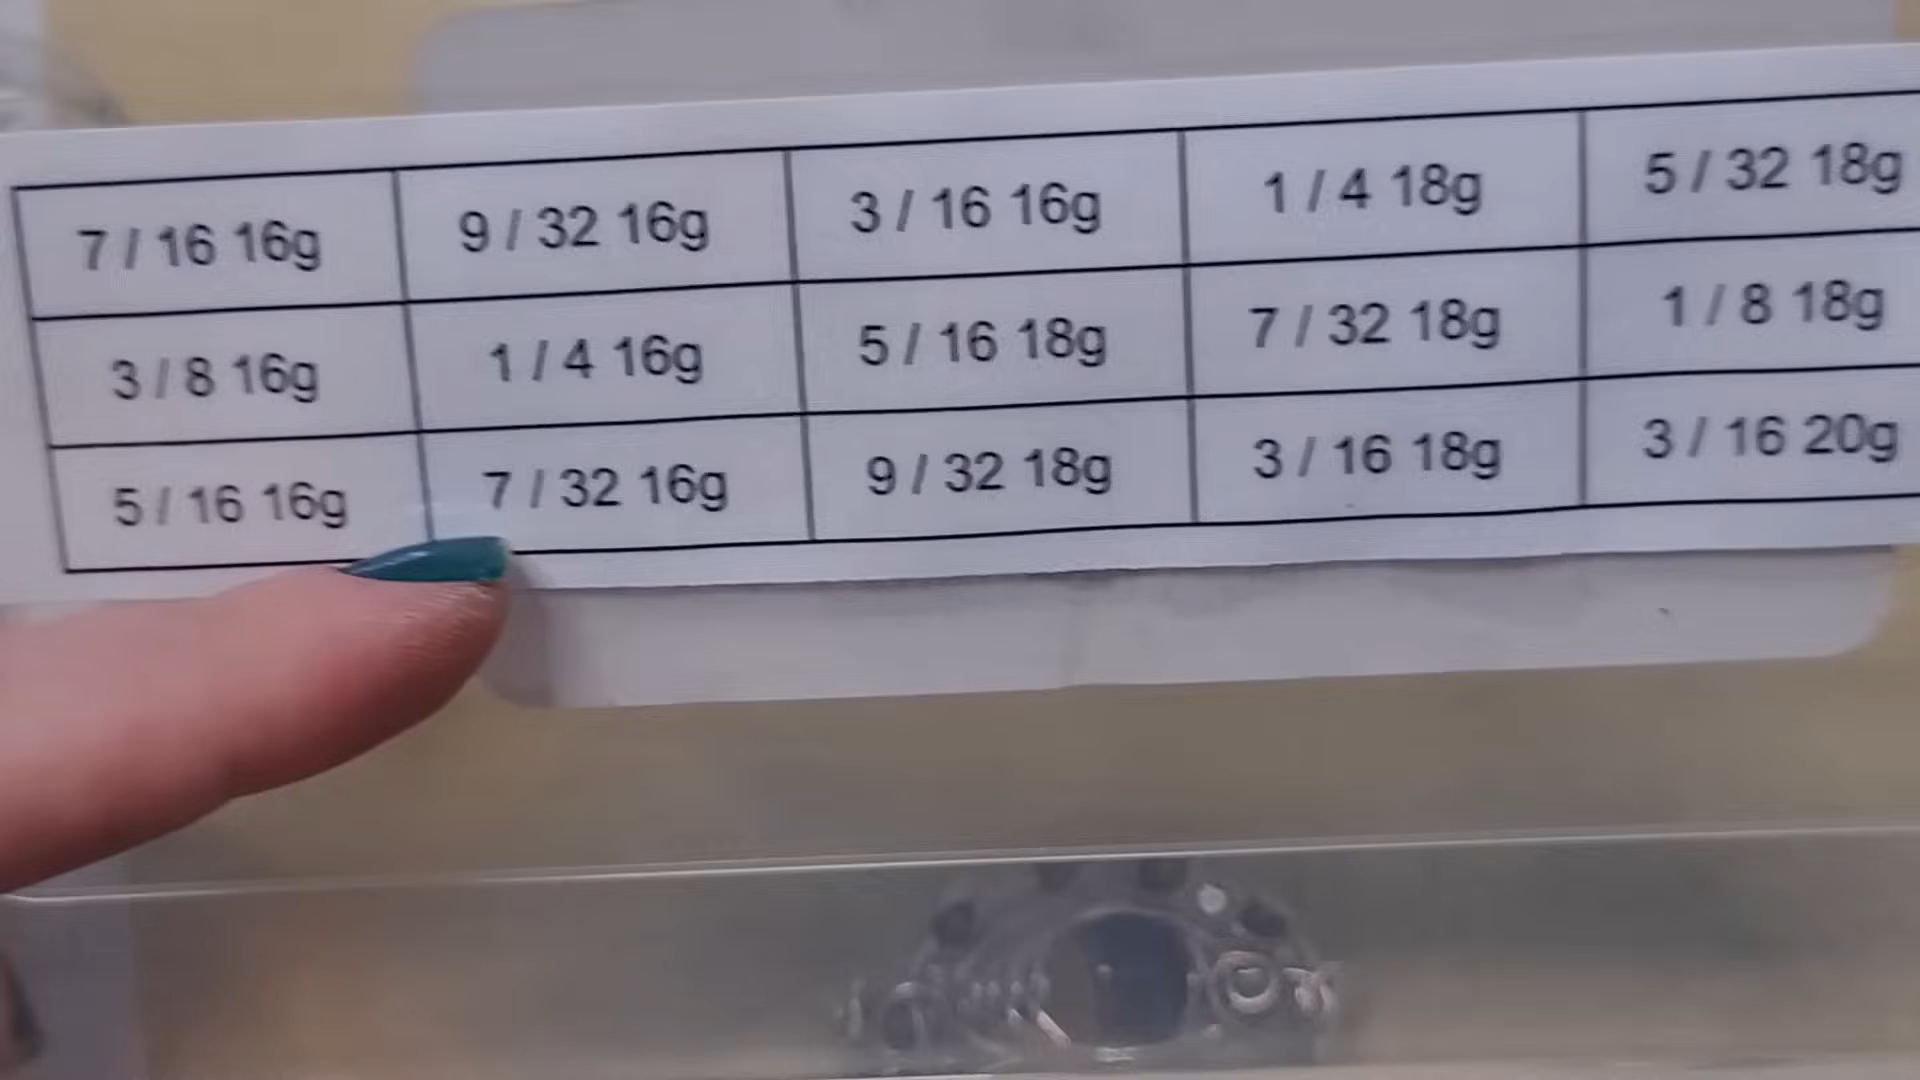 7 / 16 16g 9 / 32 16g 3 / 16 16g 1 / 4 18g 5 / 32 18g
3 / 8 16g 1 / 4 16g 5 / 16 18g 7 / 32 18g 1 / 8 18g
5 / 16 16g 7 / 32 16g 9 / 32 18g 3 / 16 18g 3 / 16 20g